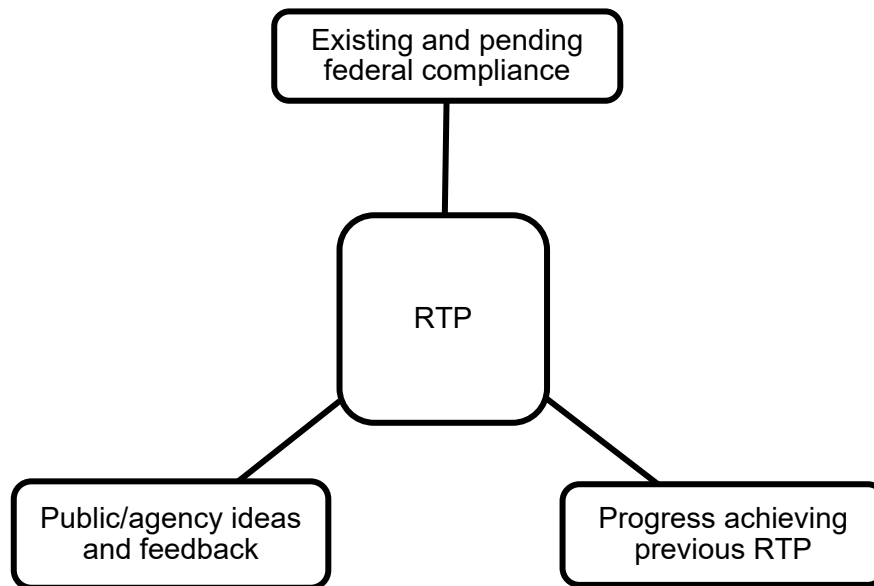 Existing and pending
federal compliance
RTP
Public/agency ideas
and feedback
Progress achieving
previous RTP